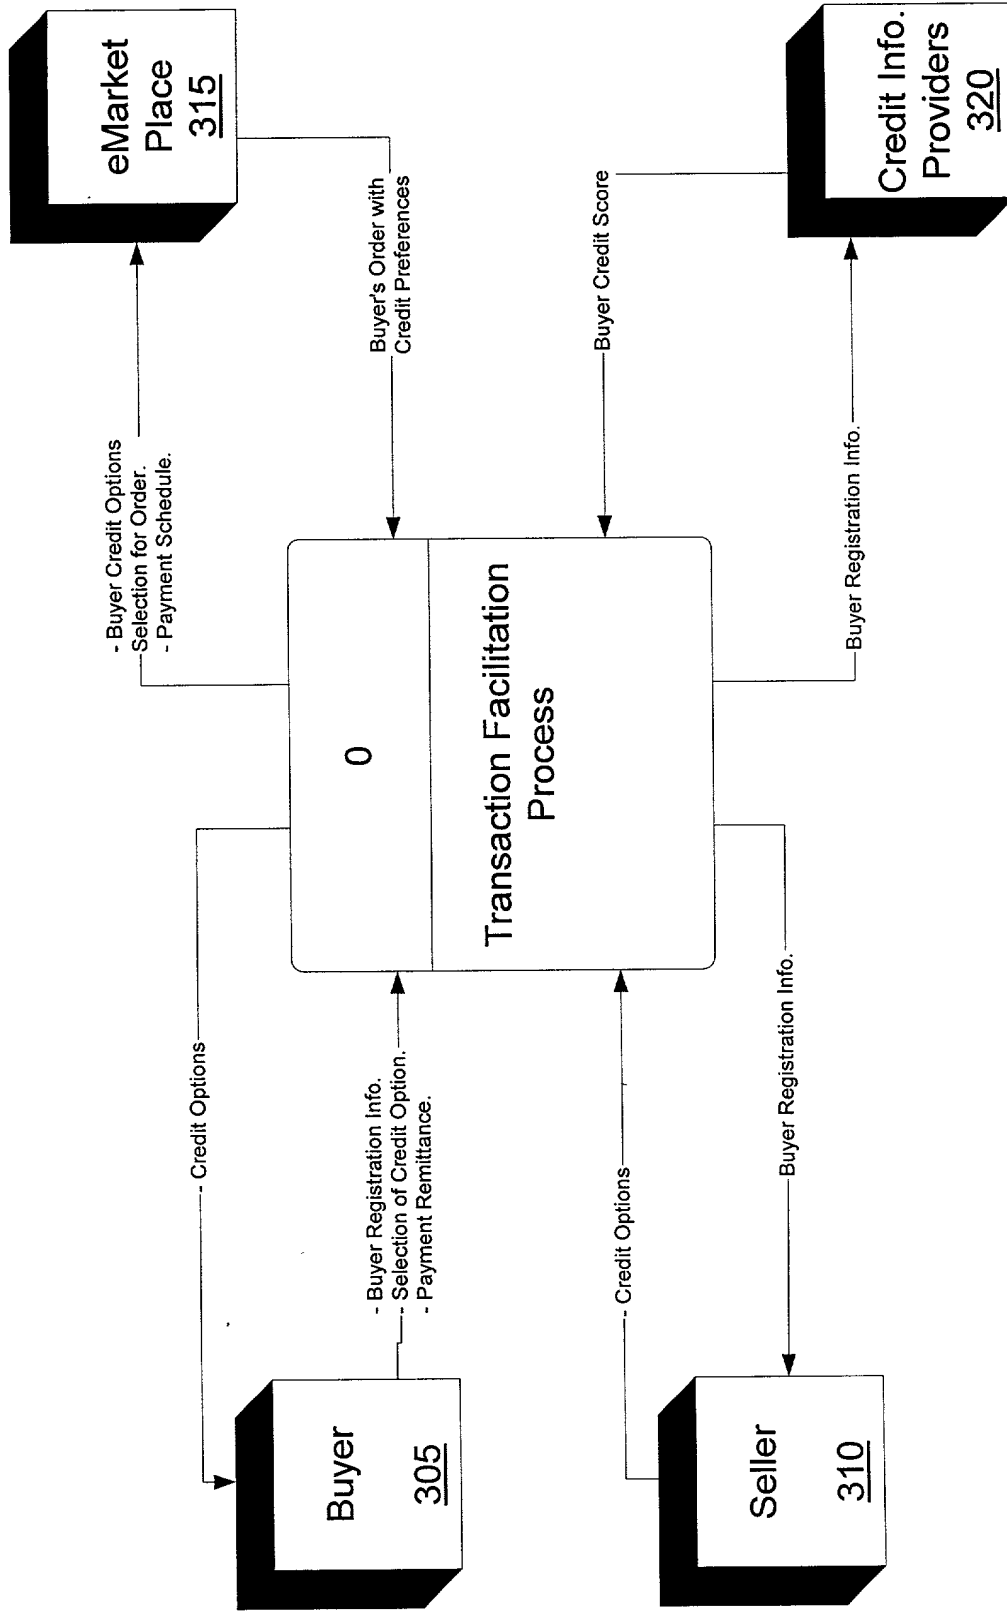 Buyer
305
- Credit Options
- Buyer Registration Info.
- Selection of Credit Option.
- Payment Remittance.
0
Transaction Facilitation
Process
- Buyer Credit Options
Selection for Order.
- Payment Schedule.
Buyer's Order with
Credit Preferences
eMarket
Place
315
Seller
310
- Credit Options
Buyer Registration Info.
Buyer Credit Score
Buyer Registration Info.
Credit Info.
Providers
320